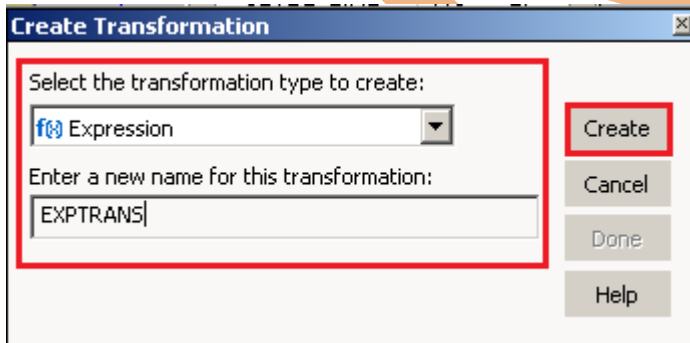 Create Transformation
Select the transformation type to create:
f(x) Expression
Create
Enter a new name for this transformation:
Cancel
EXPTRANS
Done
Help